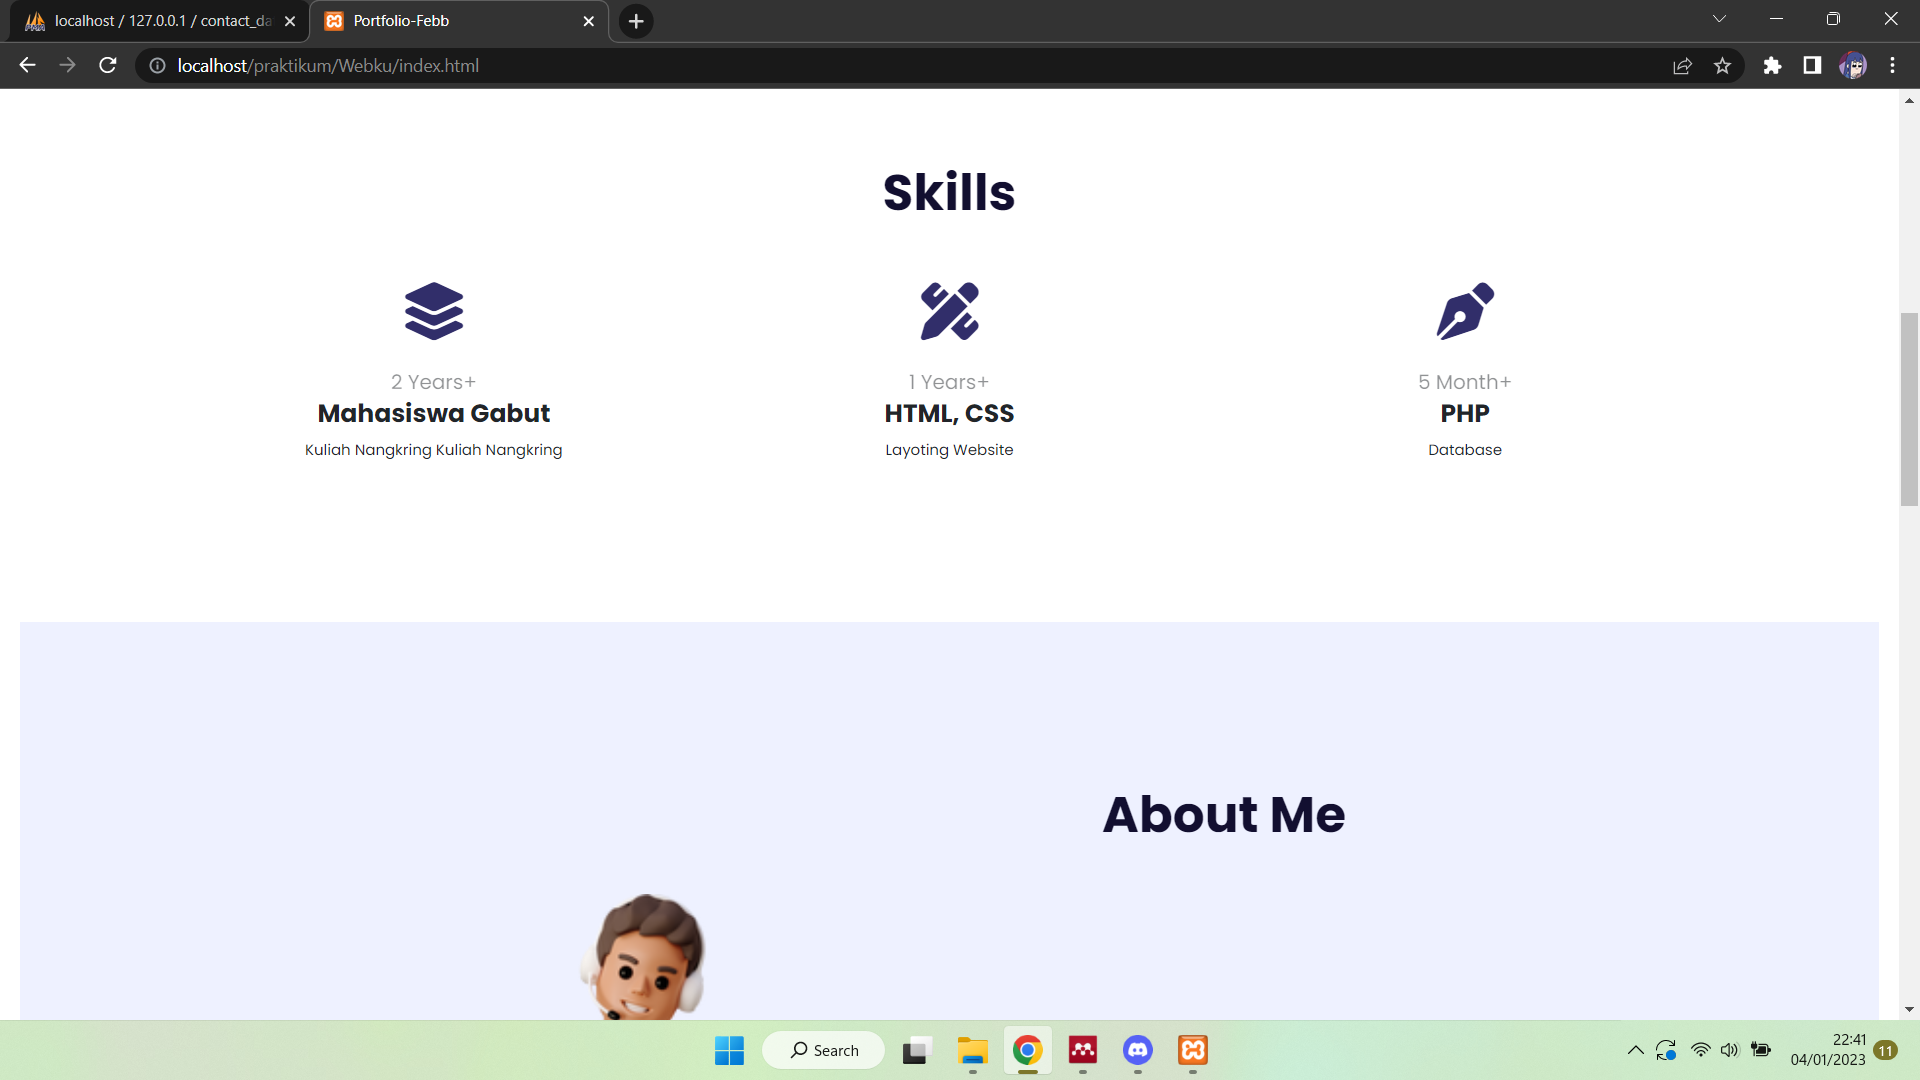 localhost / 127.0.0.1 / contact_da
Portfolio-Febb
localhost/praktikum/Webku/index.html
Skills
2 Years+
Mahasiswa Gabut
Kuliah Nangkring Kuliah Nangkring
1 Years+
HTML, CSS
Layoting Website
5 Month+
PHP
Database
About Me
Search
22:41
04/01/2023
11